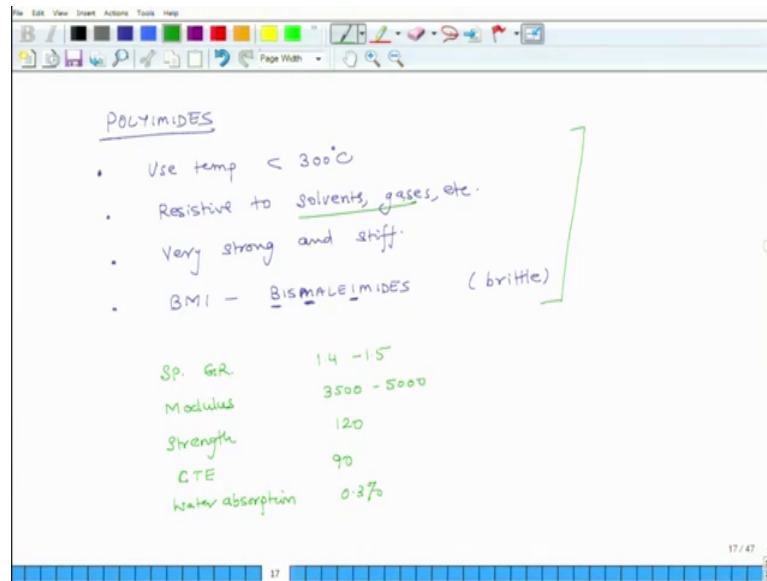 File Edit View Insert Actions Tools Help
B I
Page Width
POLYIMIDES
• Use temp < 300°C
• Resistive to solvents, gases, etc.
• Very strong and stiff.
• BMI – BISMALEIMIDES (brittle)
SP. GR. 1.4 - 1.5
Modulus 3500 - 5000
Strength 120
CTE 90
Water absorption 0.3%
17 / 47
17